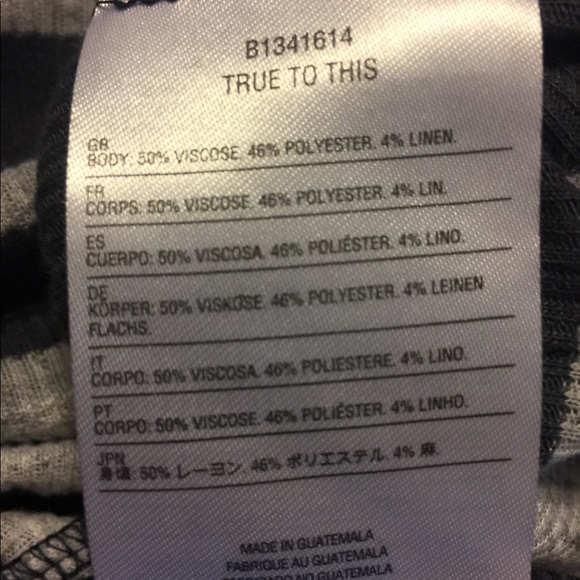 B1341614
TRUE TO THIS
GB
BODY: 50% VISCOSE. 46% POLYESTER. 4% LINEN.
FR
CORPS: 50% VISCOSE. 46% POLYESTER. 4% LIN.
ES
CUERPO: 50% VISCOSA. 46% POLIÉSTER. 4% LINO.
DE
KÖRPER: 50% VISKOSE. 46% POLYESTER. 4% LEINEN
FLACHS.
IT
CORPO: 50% VISCOSA. 46% POLIESTERE. 4% LINO.
PT
CORPO: 50% VISCOSE. 46% POLIÉSTER. 4% LINHO.
JPN
身頃: 50% レーヨン. 46% ポリエステル. 4% 麻.
MADE IN GUATEMALA
FABRIQUE AU GUATEMALA
FABRICADO EN GUATEMALA